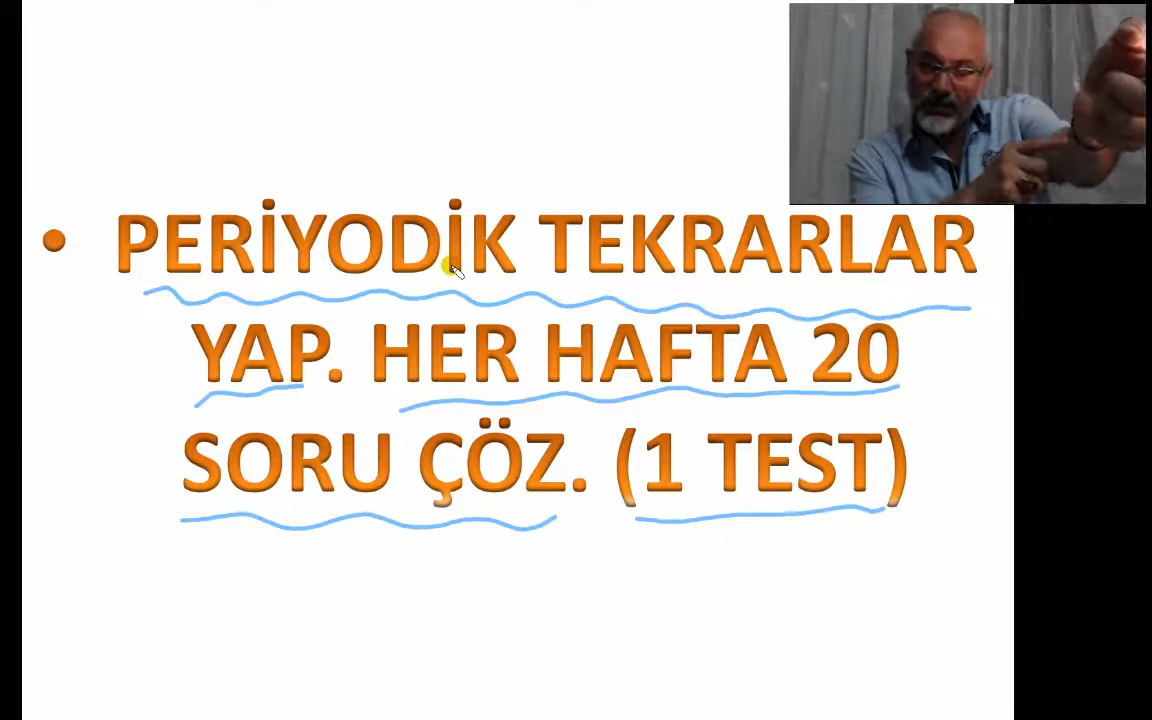 • PERİYODİK TEKRARLAR
YAP. HER HAFTA 20
SORU ÇÖZ. (1 TEST)